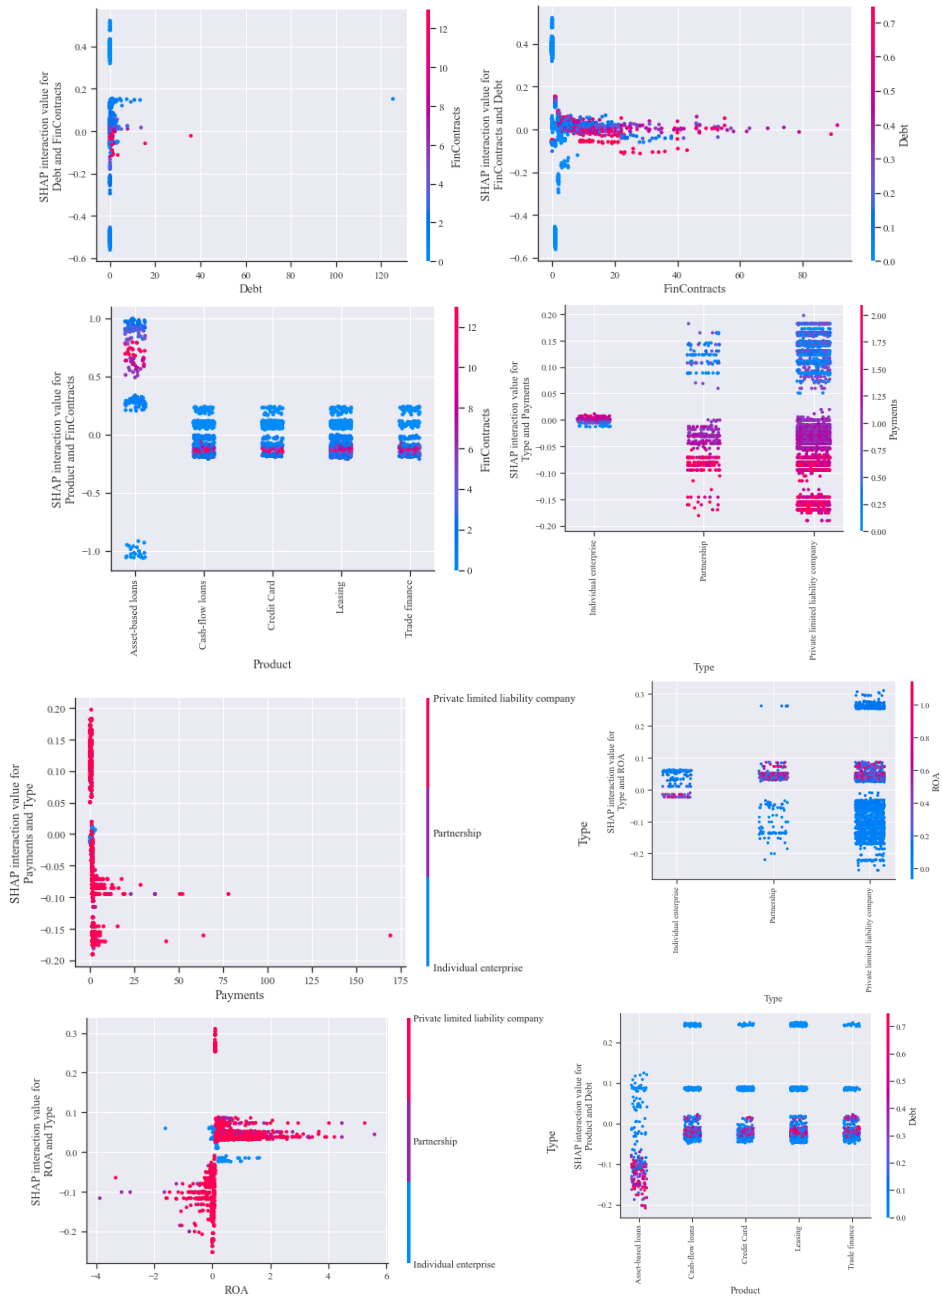 SHAP interaction value for
Debt and FinContracts
0.4
0.2
0.0
−0.2
−0.4
−0.6
0 20 40 60 80 100 120
Debt
12
10
8
6
4
2
0
FinContracts
SHAP interaction value for
FinContracts and Debt
0.4
0.2
0.0
−0.2
−0.4
−0.6
0 20 40 60 80
FinContracts
0.7
0.6
0.5
0.4
0.3
0.2
0.1
0.0
Debt
SHAP interaction value for
Product and FinContracts
1.0
0.5
0.0
−0.5
−1.0
Asset-based loans
Cash-flow loans
Credit Card
Leasing
Trade finance
Product
12
10
8
6
4
2
0
FinContracts
SHAP interaction value for
Type and Payments
0.20
0.15
0.10
0.05
0.00
−0.05
−0.10
−0.15
−0.20
Individual enterprise
Partnership
Private limited liability company
Type
2.00
1.75
1.50
1.25
1.00
0.75
0.50
0.25
0.00
Payments
SHAP interaction value for
Payments and Type
0.20
0.15
0.10
0.05
0.00
−0.05
−0.10
−0.15
−0.20
0 25 50 75 100 125 150 175
Payments
Private limited liability company
Partnership
Individual enterprise
Type
SHAP interaction value for
Type and ROA
0.3
0.2
0.1
0.0
−0.1
−0.2
Individual enterprise
Partnership
Private limited liability company
Type
1.0
0.8
0.6
0.4
0.2
0.0
ROA
SHAP interaction value for
ROA and Type
0.3
0.2
0.1
0.0
−0.1
−0.2
−4 −2 0 2 4 6
ROA
Private limited liability company
Partnership
Individual enterprise
Type
SHAP interaction value for
Product and Debt
0.2
0.1
0.0
−0.1
−0.2
Asset-based loans
Cash-flow loans
Credit Card
Leasing
Trade finance
Product
0.7
0.6
0.5
0.4
0.3
0.2
0.1
0.0
Debt